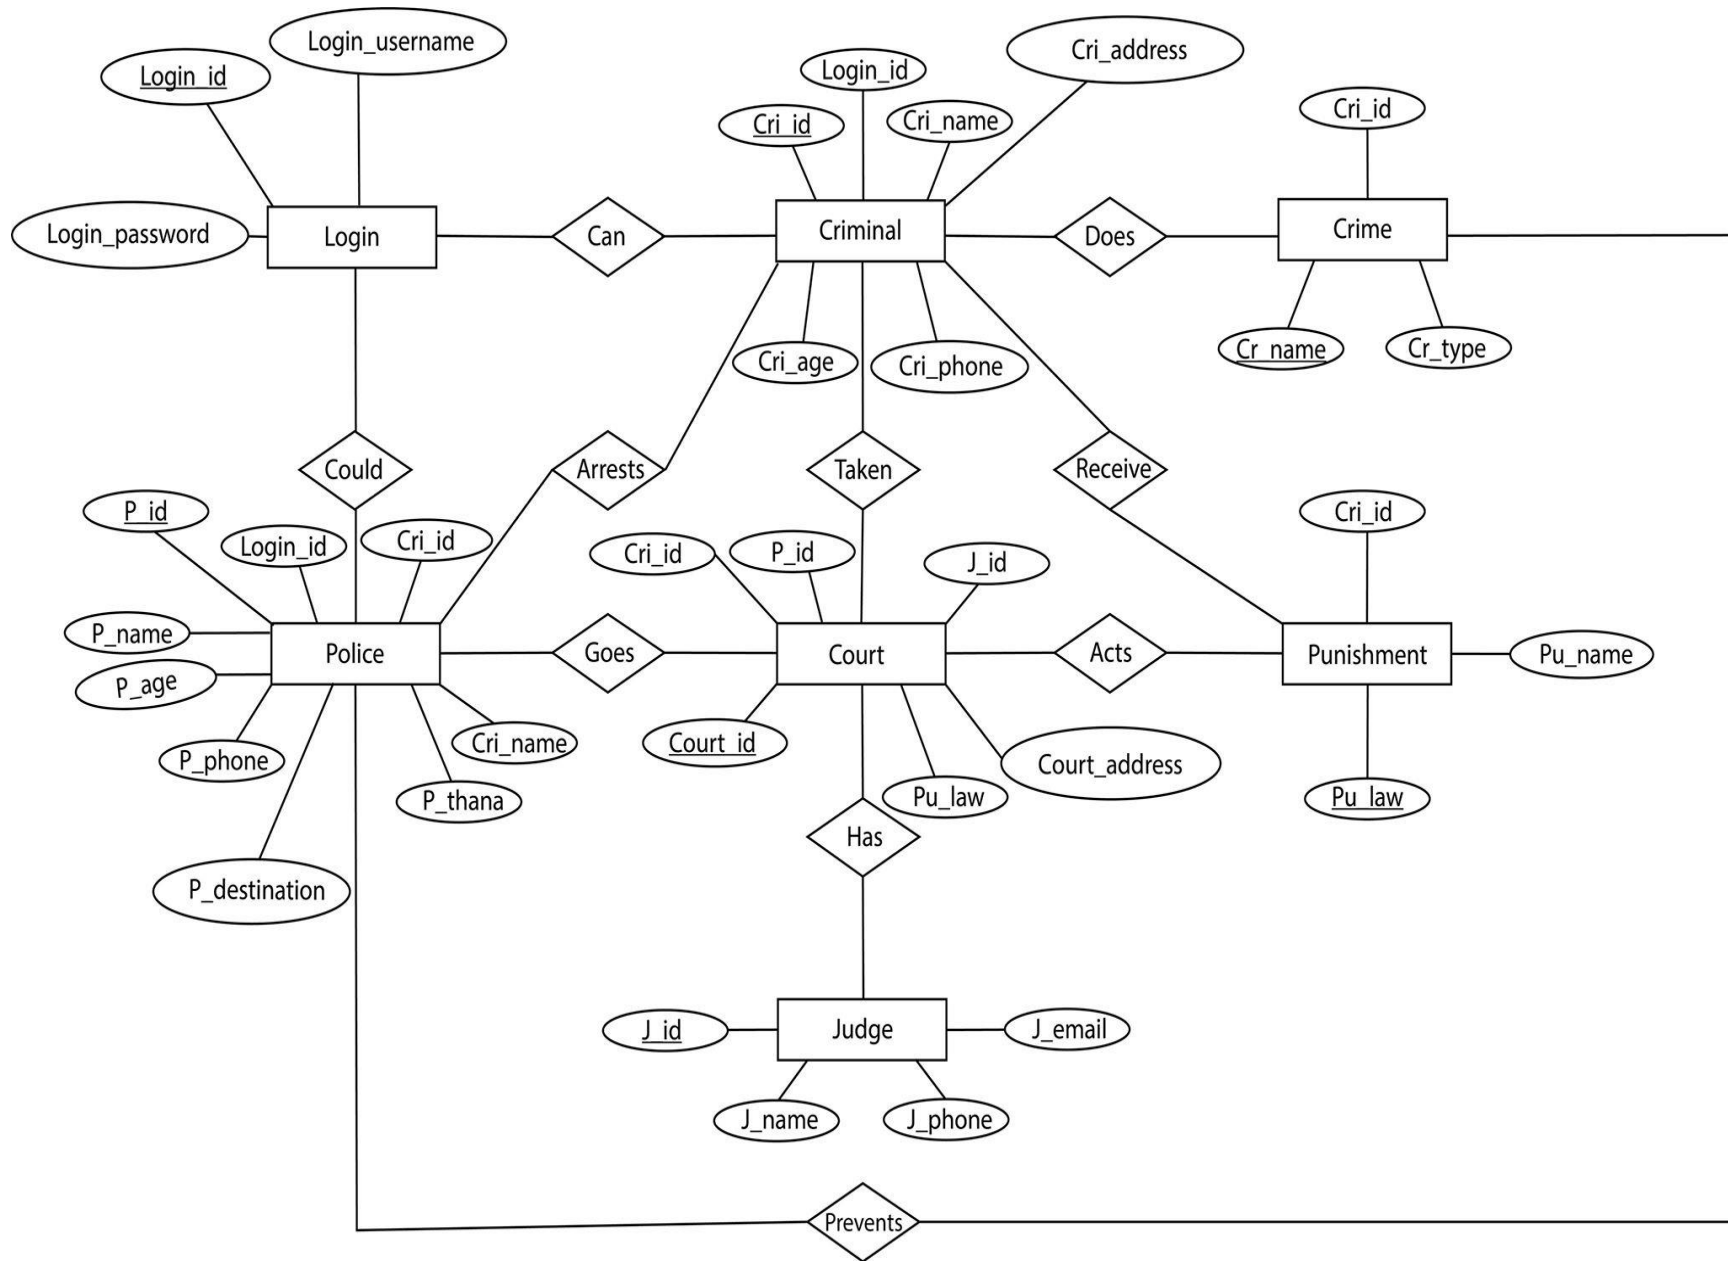 Login_username
Login_id
Login_password
Login
Can
Login_id
Cri_address
Cri_id
Cri_name
Criminal
Does
Cri_id
Crime
Cri_age
Cri_phone
Cr_name
Cr_type
Could
Arrests
Taken
Receive
P_id
Login_id
Cri_id
Cri_id
P_id
J_id
Cri_id
P_name
Police
Goes
Court
Acts
Punishment
Pu_name
P_age
P_phone
Cri_name
P_thana
P_destination
Court_id
Pu_law
Court_address
Pu_law
Has
J_id
Judge
J_email
J_name
J_phone
Prevents